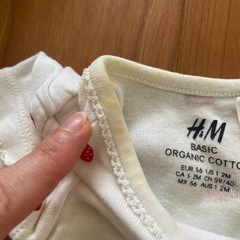 H&M
BASIC
ORGANIC COTTO
EUR 56 US 1 2M
CA 1 2M CN 59/40
MX 56 AUS 1 2M